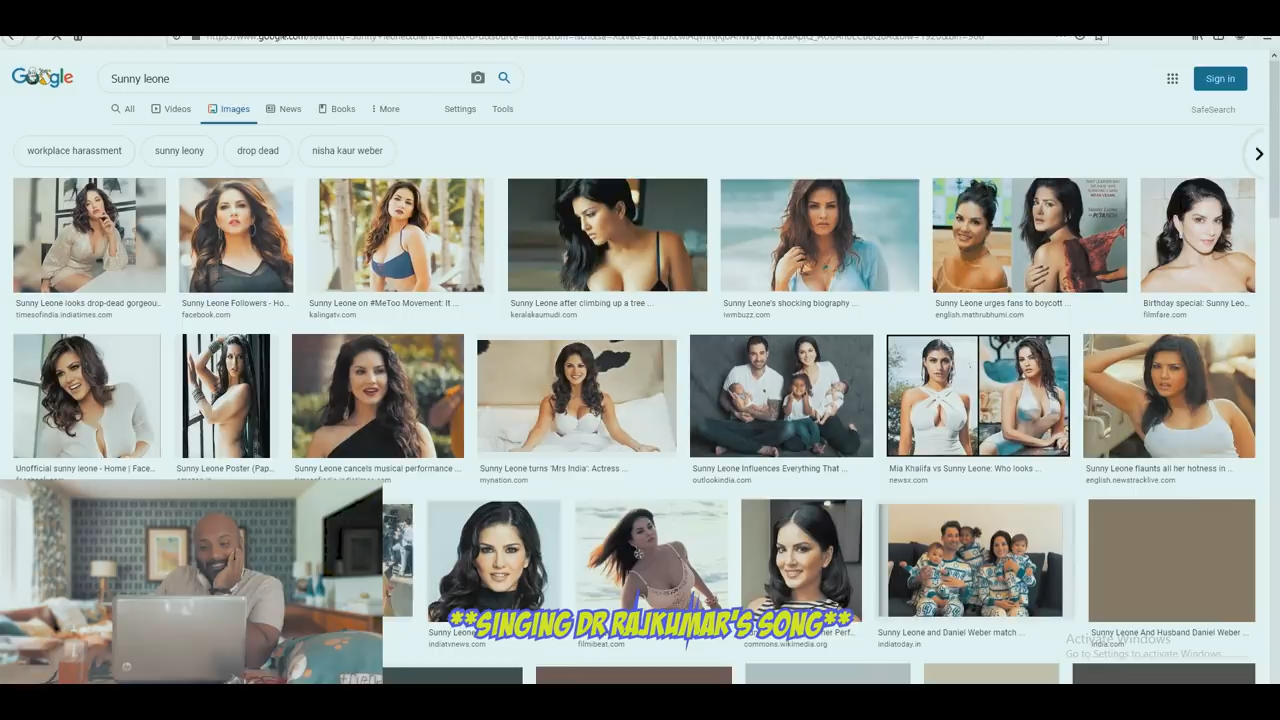 Google
Sunny leone
Sign in
All Videos Images News Books More Settings Tools
SafeSearch
workplace harassment sunny leony drop dead nisha kaur weber
Sunny Leone looks drop-dead gorgeou... Sunny Leone Followers - Ho... Sunny Leone on #MeToo Movement: It ... Sunny Leone after climbing up a tree ... Sunny Leone's shocking biography ... Sunny Leone urges fans to boycott ... Birthday special: Sunny Leo...
timesofindia.indiatimes.com facebook.com kalingatv.com keralakaumudi.com iwmbuzz.com english.mathrubhumi.com filmfare.com
Unofficial sunny leone - Home | Face... Sunny Leone Poster (Pap... Sunny Leone cancels musical performance ... Sunny Leone turns 'Mrs India': Actress ... Sunny Leone Influences Everything That ... Mia Khalifa vs Sunny Leone: Who looks ... Sunny Leone flaunts all her hotness in ...
mynation.com outlookindia.com newsx.com english.newstracklive.com
**SINGING DR RAJKUMAR'S SONG**
Sunny Leone and Daniel Weber match ... Sunny Leone And Husband Daniel Weber ...
indiatvnews.com filmibeat.com commons.wikimedia.org indiatoday.in india.com
Activate Windows
Go to Settings to activate Windows.